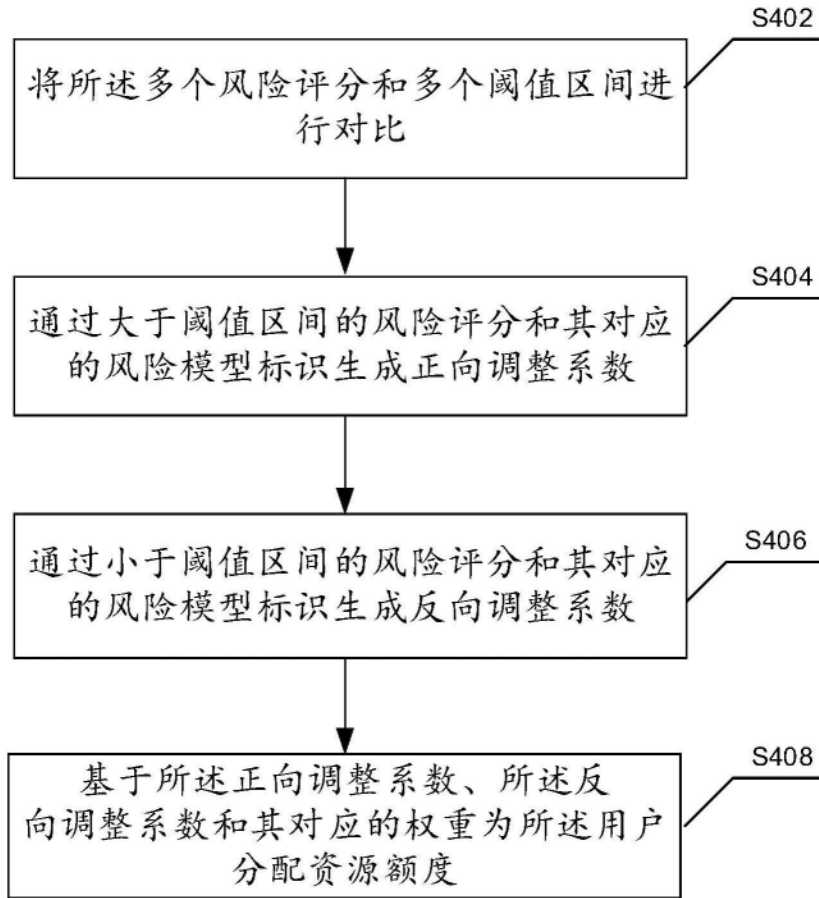 S402
将所述多个风险评分和多个阈值区间进
行对比
S404
通过大于阈值区间的风险评分和其对应
的风险模型标识生成正向调整系数
S406
通过小于阈值区间的风险评分和其对应
的风险模型标识生成反向调整系数
S408
基于所述正向调整系数、所述反
向调整系数和其对应的权重为所述用户
分配资源额度